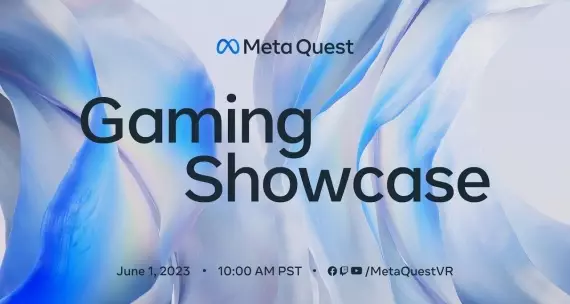 Meta Quest
Gaming
Showcase
June 1, 2023 • 10:00 AM PST • /MetaQuestVR